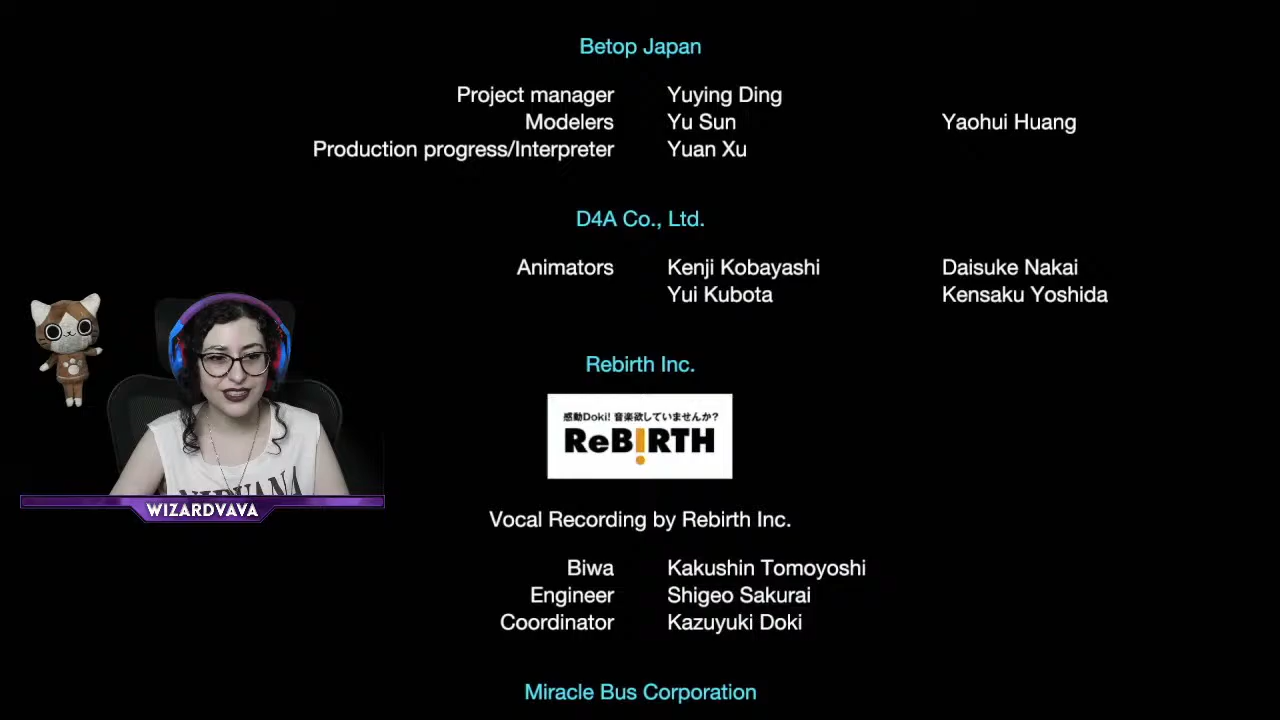 Betop Japan
Project manager Yuying Ding
Modelers Yu Sun Yaohui Huang
Production progress/Interpreter Yuan Xu
D4A Co., Ltd.
Animators Kenji Kobayashi Daisuke Nakai
Yui Kubota Kensaku Yoshida
Rebirth Inc.
感動Doki! 音楽欲していませんか?
ReB!RTH
NIRVANA
WIZARDVAVA
Vocal Recording by Rebirth Inc.
Biwa Kakushin Tomoyoshi
Engineer Shigeo Sakurai
Coordinator Kazuyuki Doki
Miracle Bus Corporation